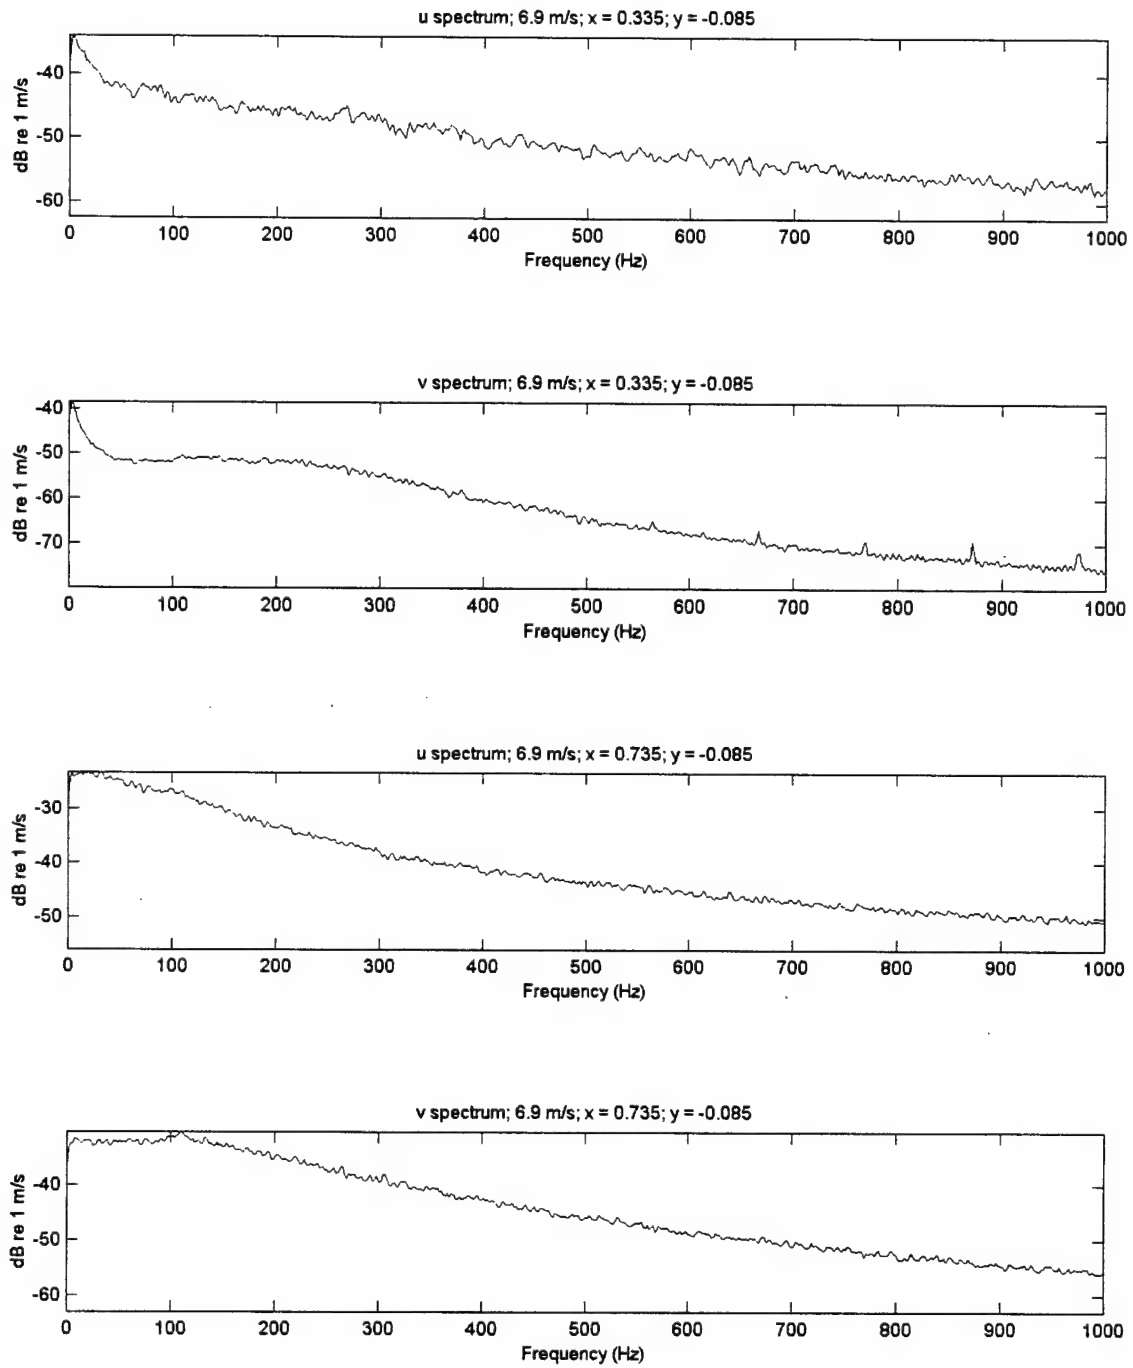 u spectrum; 6.9 m/s; x = 0.335; y = -0.085
dB re 1 m/s
-40
-50
-60
0 100 200 300 400 500 600 700 800 900 1000
Frequency (Hz)
v spectrum; 6.9 m/s; x = 0.335; y = -0.085
dB re 1 m/s
-40
-50
-60
-70
0 100 200 300 400 500 600 700 800 900 1000
Frequency (Hz)
u spectrum; 6.9 m/s; x = 0.735; y = -0.085
dB re 1 m/s
-30
-40
-50
0 100 200 300 400 500 600 700 800 900 1000
Frequency (Hz)
v spectrum; 6.9 m/s; x = 0.735; y = -0.085
dB re 1 m/s
-40
-50
-60
0 100 200 300 400 500 600 700 800 900 1000
Frequency (Hz)